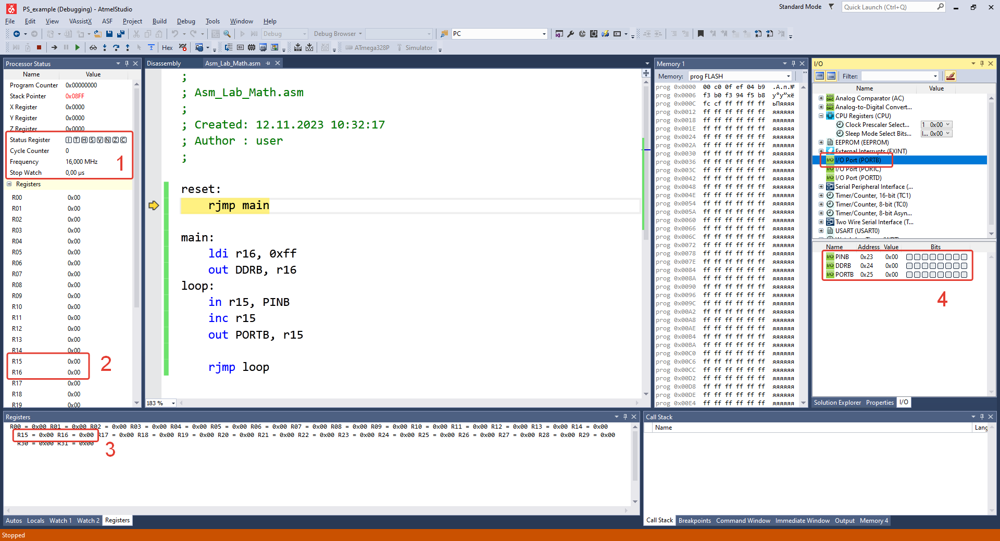 PS_example (Debugging) - AtmelStudio
Standard Mode
Quick Launch (Ctrl+Q)
File Edit View VAssistX ASF Project Build Debug Tools Window Help
Debug Debug Browser PC
Hex ATmega328P Simulator
Processor Status
Name Value
Program Counter 0x00000000
Stack Pointer 0x08FF
X Register 0x0000
Y Register 0x0000
Z Register 0x0000
Status Register I T H S V N Z C
Cycle Counter 0
Frequency 16,000 MHz
Stop Watch 0,00 µs
1
Registers
R00 0x00
R01 0x00
R02 0x00
R03 0x00
R04 0x00
R05 0x00
R06 0x00
R07 0x00
R08 0x00
R09 0x00
R10 0x00
R11 0x00
R12 0x00
R13 0x00
R14 0x00
R15 0x00
R16 0x00
2
R17 0x00
R18 0x00
R19 0x00
Disassembly Asm_Lab_Math.asm
;
; Asm_Lab_Math.asm
;
; Created: 12.11.2023 10:32:17
; Author : user
;
reset:
rjmp main
main:
ldi r16, 0xff
out DDRB, r16
loop:
in r15, PINB
inc r15
out PORTB, r15
rjmp loop
183 %
Memory 1
Memory: prog FLASH
prog 0x0000 00 c0 0f ef 04 b9 .А.п.№
prog 0x0006 f3 b0 f3 94 f5 b8 у°у”хё
prog 0x000C fc cf ff ff ff ff ьПяяяя
prog 0x0012 ff ff ff ff ff ff яяяяяя
prog 0x0018 ff ff ff ff ff ff яяяяяя
prog 0x001E ff ff ff ff ff ff яяяяяя
prog 0x0024 ff ff ff ff ff ff яяяяяя
prog 0x002A ff ff ff ff ff ff яяяяяя
prog 0x0030 ff ff ff ff ff ff яяяяяя
prog 0x0036 ff ff ff ff ff ff яяяяяя
prog 0x003C ff ff ff ff ff ff яяяяяя
prog 0x0042 ff ff ff ff ff ff яяяяяя
prog 0x0048 ff ff ff ff ff ff яяяяяя
prog 0x004E ff ff ff ff ff ff яяяяяя
prog 0x0054 ff ff ff ff ff ff яяяяяя
prog 0x005A ff ff ff ff ff ff яяяяяя
prog 0x0060 ff ff ff ff ff ff яяяяяя
prog 0x0066 ff ff ff ff ff ff яяяяяя
prog 0x006C ff ff ff ff ff ff яяяяяя
prog 0x0072 ff ff ff ff ff ff яяяяяя
prog 0x0078 ff ff ff ff ff ff яяяяяя
prog 0x007E ff ff ff ff ff ff яяяяяя
prog 0x0084 ff ff ff ff ff ff яяяяяя
prog 0x008A ff ff ff ff ff ff яяяяяя
prog 0x0090 ff ff ff ff ff ff яяяяяя
prog 0x0096 ff ff ff ff ff ff яяяяяя
prog 0x009C ff ff ff ff ff ff яяяяяя
prog 0x00A2 ff ff ff ff ff ff яяяяяя
prog 0x00A8 ff ff ff ff ff ff яяяяяя
prog 0x00AE ff ff ff ff ff ff яяяяяя
prog 0x00B4 ff ff ff ff ff ff яяяяяя
prog 0x00BA ff ff ff ff ff ff яяяяяя
prog 0x00C0 ff ff ff ff ff ff яяяяяя
prog 0x00C6 ff ff ff ff ff ff яяяяяя
prog 0x00CC ff ff ff ff ff ff яяяяяя
prog 0x00D2 ff ff ff ff ff ff яяяяяя
prog 0x00D8 ff ff ff ff ff ff яяяяяя
prog 0x00DE ff ff ff ff ff ff яяяяяя
prog 0x00E4 ff ff ff ff ff ff яяяяяя
I/O
Filter:
Name Value
Analog Comparator (AC)
Analog-to-Digital Convert...
CPU Registers (CPU)
Clock Prescaler Select... 1 0x00
Sleep Mode Select Bits... I... 0x00
EEPROM (EEPROM)
External Interrupts (EXINT)
I/O Port (PORTB)
I/O Port (PORTC)
I/O Port (PORTD)
Serial Peripheral Interface (...
Timer/Counter, 16-bit (TC1)
Timer/Counter, 8-bit (TC0)
Timer/Counter, 8-bit Asyn...
Two Wire Serial Interface (T...
USART (USART0)
Name Address Value Bits
I/O PINB 0x23 0x00
I/O DDRB 0x24 0x00
I/O PORTB 0x25 0x00
4
Solution Explorer Properties I/O
Registers
R00 = 0x00 R01 = 0x00 R02 = 0x00 R03 = 0x00 R04 = 0x00 R05 = 0x00 R06 = 0x00 R07 = 0x00 R08 = 0x00 R09 = 0x00 R10 = 0x00 R11 = 0x00 R12 = 0x00 R13 = 0x00 R14 = 0x00
R15 = 0x00 R16 = 0x00 R17 = 0x00 R18 = 0x00 R19 = 0x00 R20 = 0x00 R21 = 0x00 R22 = 0x00 R23 = 0x00 R24 = 0x00 R25 = 0x00 R26 = 0x00 R27 = 0x00 R28 = 0x00 R29 = 0x00
R30 = 0x00 R31 = 0x00
3
Autos Locals Watch 1 Watch 2 Registers
Call Stack
Name Lang
Call Stack Breakpoints Command Window Immediate Window Output Memory 4
Stopped